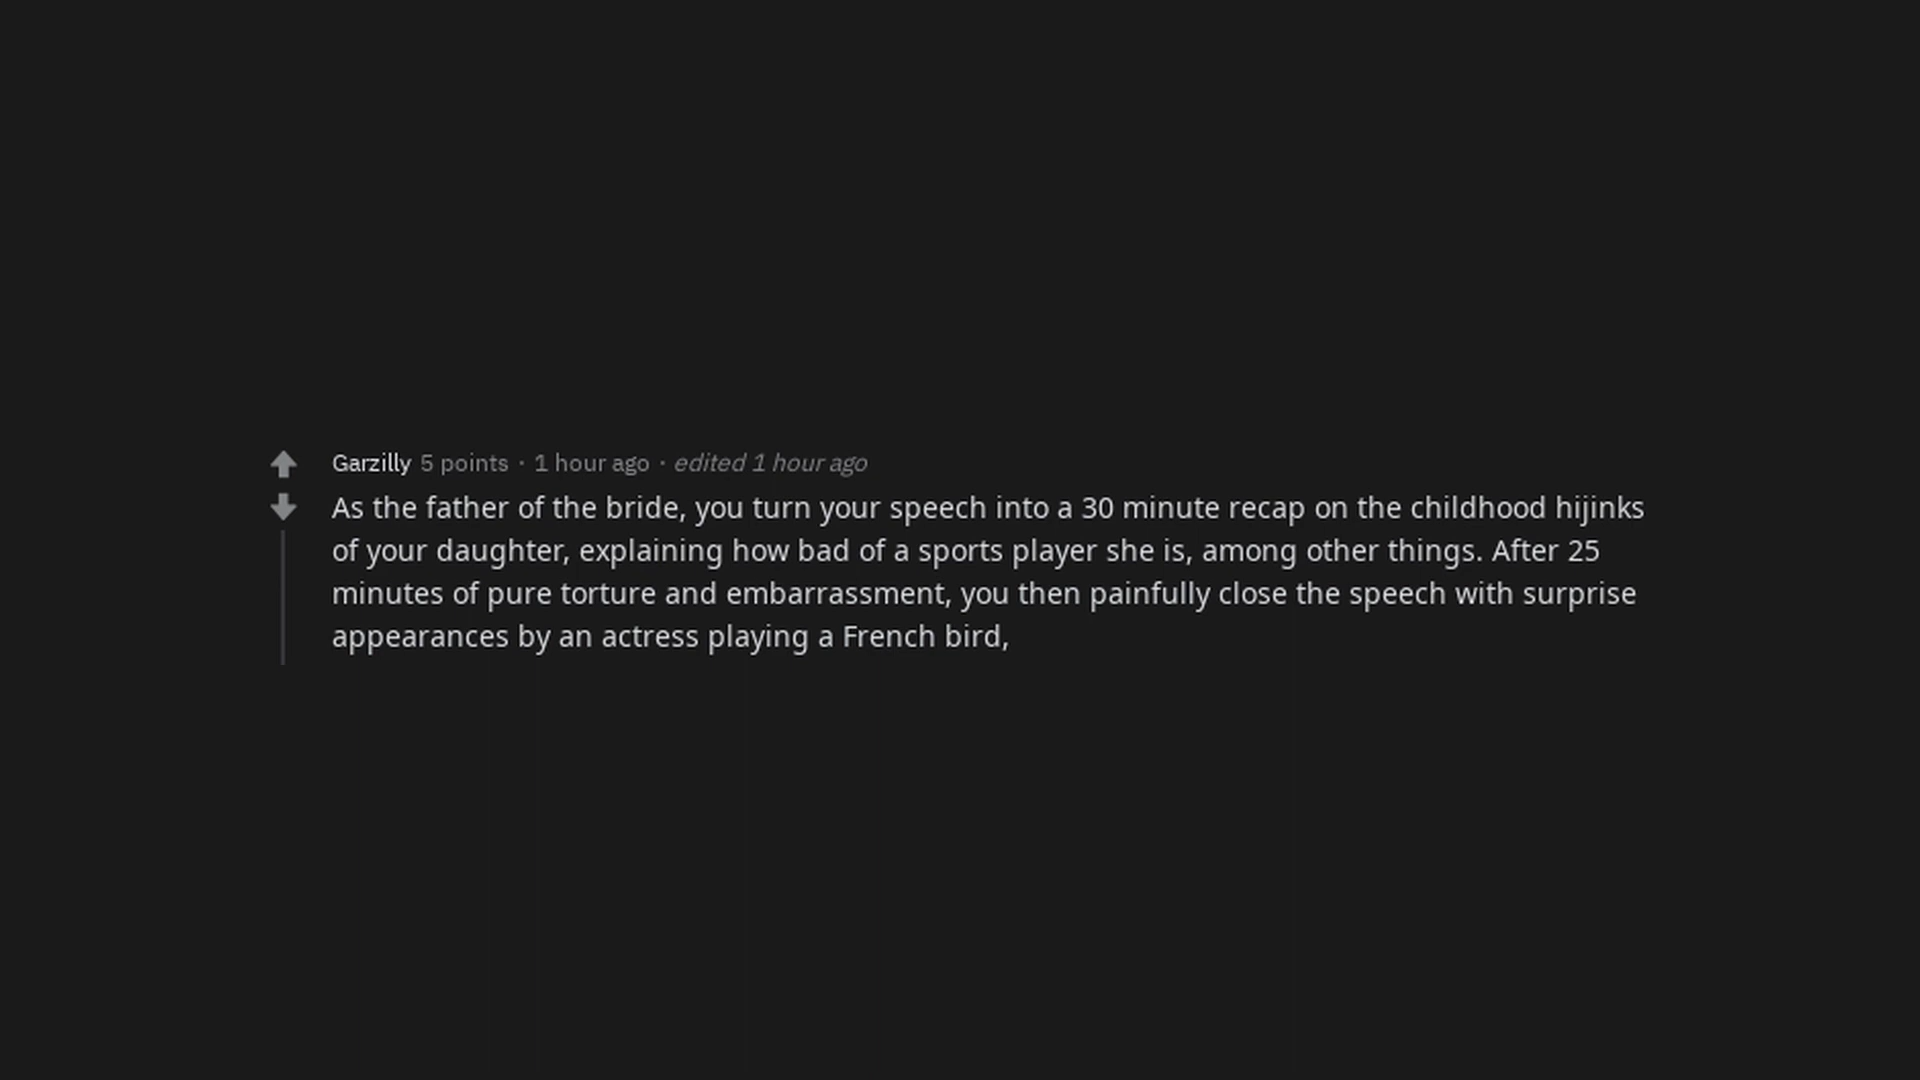 Garzilly 5 points · 1 hour ago · edited 1 hour ago
As the father of the bride, you turn your speech into a 30 minute recap on the childhood hijinks
of your daughter, explaining how bad of a sports player she is, among other things. After 25
minutes of pure torture and embarrassment, you then painfully close the speech with surprise
appearances by an actress playing a French bird,